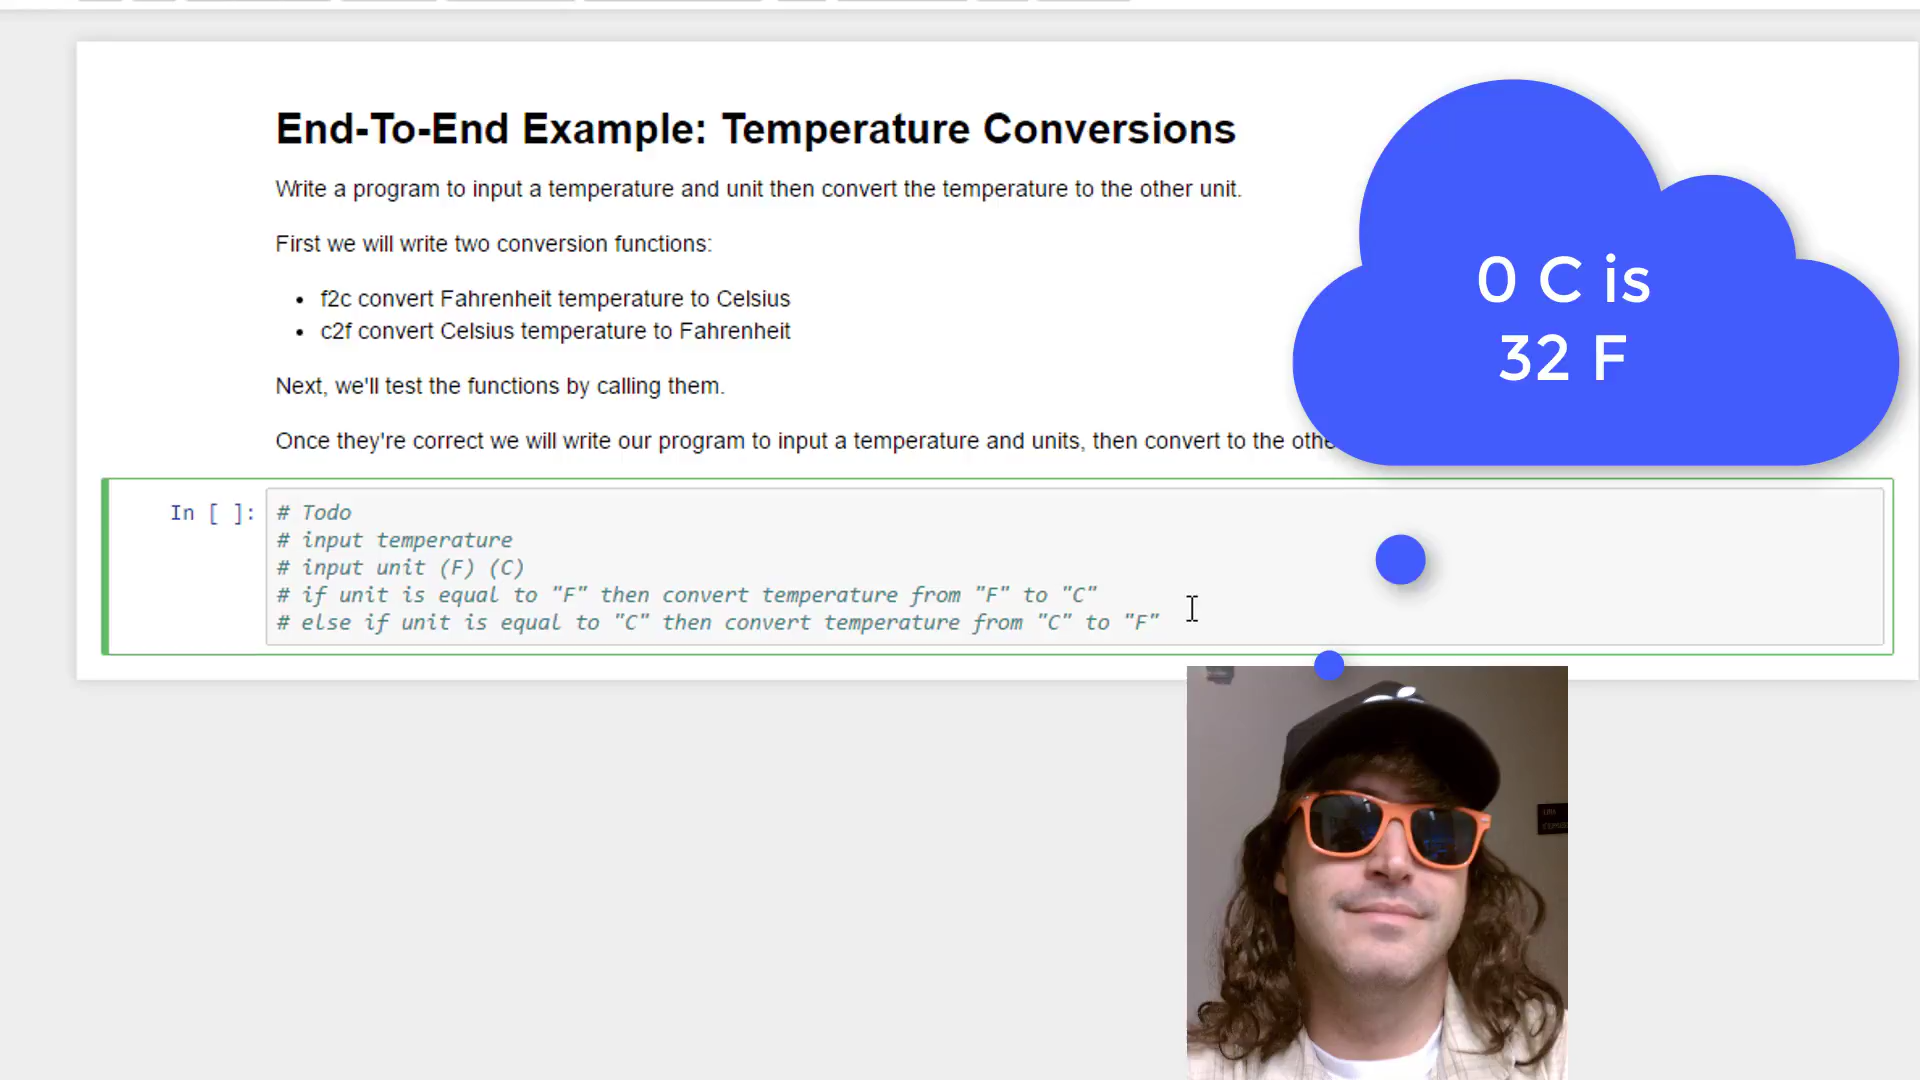 End-To-End Example: Temperature Conversions
Write a program to input a temperature and unit then convert the temperature to the other unit.
First we will write two conversion functions:
• f2c convert Fahrenheit temperature to Celsius
• c2f convert Celsius temperature to Fahrenheit
Next, we'll test the functions by calling them.
Once they're correct we will write our program to input a temperature and units, then convert to the othe
0 C is
32 F
In [ ]:
# Todo
# input temperature
# input unit (F) (C)
# if unit is equal to "F" then convert temperature from "F" to "C"
# else if unit is equal to "C" then convert temperature from "C" to "F"